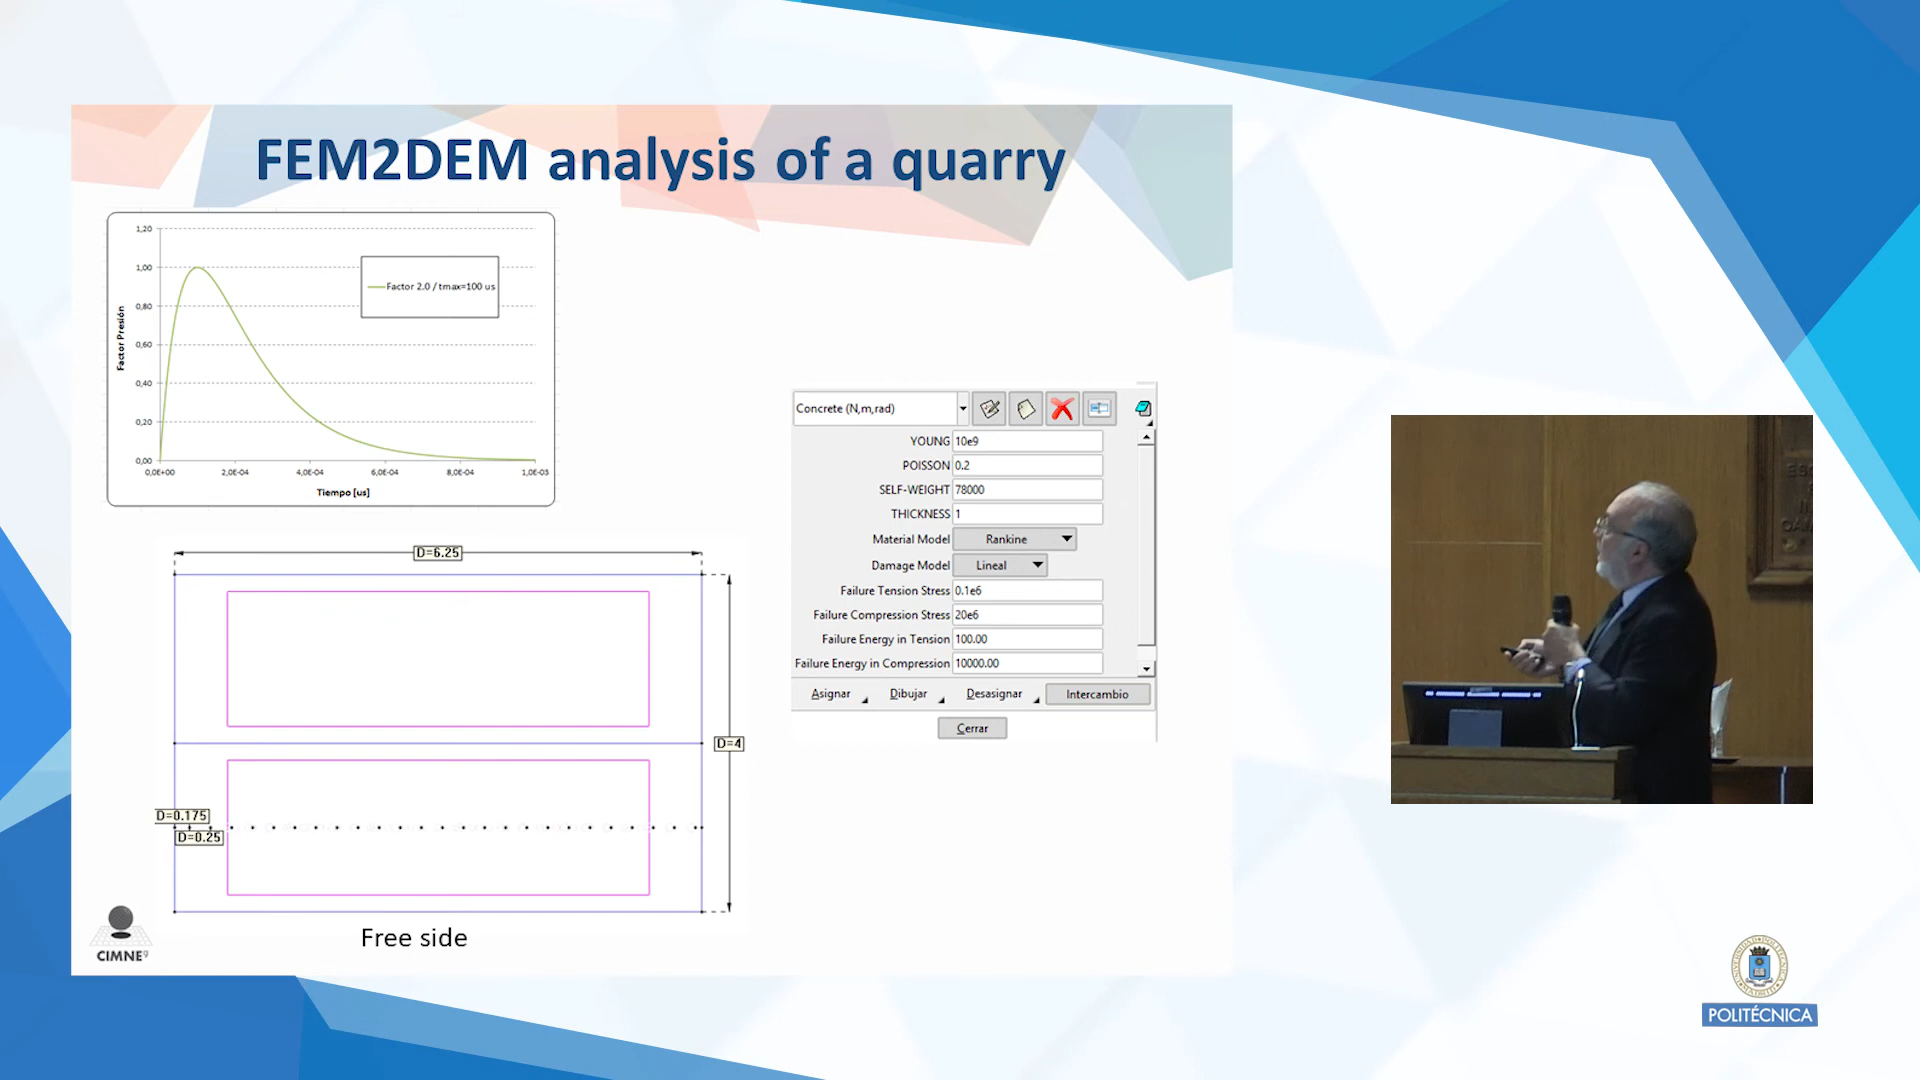 FEM2DEM analysis of a quarry
1,20
1,00
0,80
0,60
0,40
0,20
0,00
Factor Presión
Factor 2.0 / tmax=100 us
0,0E+00 2,0E-04 4,0E-04 6,0E-04 8,0E-04 1,0E-03
Tiempo [us]
Concrete (N,m,rad)
YOUNG 10e9
POISSON 0.2
SELF-WEIGHT 78000
THICKNESS 1
Material Model Rankine
Damage Model Lineal
Failure Tension Stress 0.1e6
Failure Compression Stress 20e6
Failure Energy in Tension 100.00
Failure Energy in Compression 10000.00
Asignar Dibujar Desasignar Intercambio
Cerrar
D=6.25
D=4
D=0.175
D=0.25
Free side
CIMNE
POLITÉCNICA